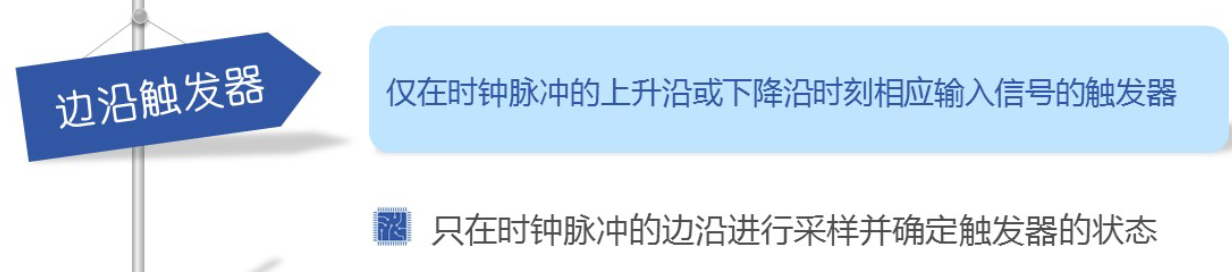 边沿触发器
仅在时钟脉冲的上升沿或下降沿时刻相应输入信号的触发器
只在时钟脉冲的边沿进行采样并确定触发器的状态